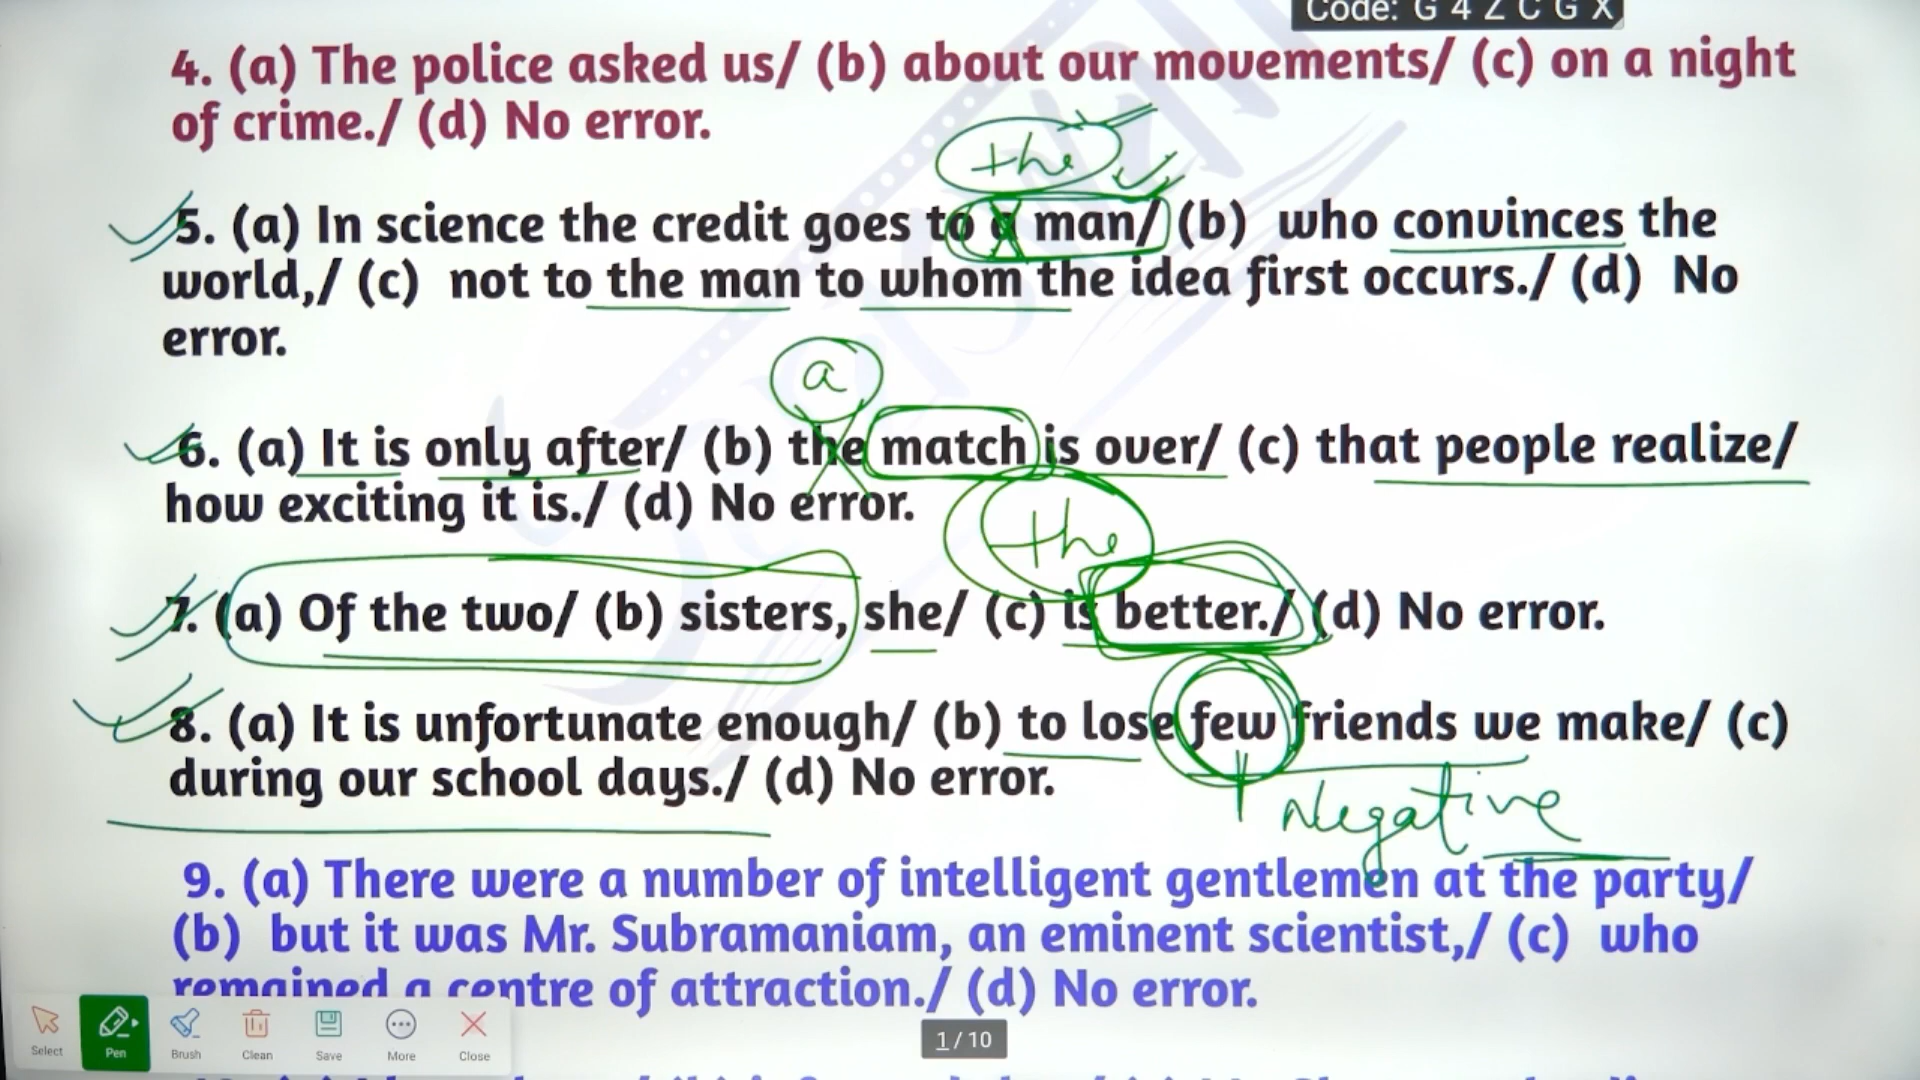 Code: G 4 Z C G X
4. (a) The police asked us/ (b) about our movements/ (c) on a night
of crime./ (d) No error.
the
5. (a) In science the credit goes to a man/ (b) who convinces the
world,/ (c) not to the man to whom the idea first occurs./ (d) No
error.
a
6. (a) It is only after/ (b) the match is over/ (c) that people realize/
how exciting it is./ (d) No error.
the
7. (a) Of the two/ (b) sisters, she/ (c) is better./ (d) No error.
8. (a) It is unfortunate enough/ (b) to lose few friends we make/ (c)
during our school days./ (d) No error.
Negative
9. (a) There were a number of intelligent gentlemen at the party/
(b) but it was Mr. Subramaniam, an eminent scientist,/ (c) who
remained a centre of attraction./ (d) No error.
Select Pen Brush Clean Save More Close
1 / 10